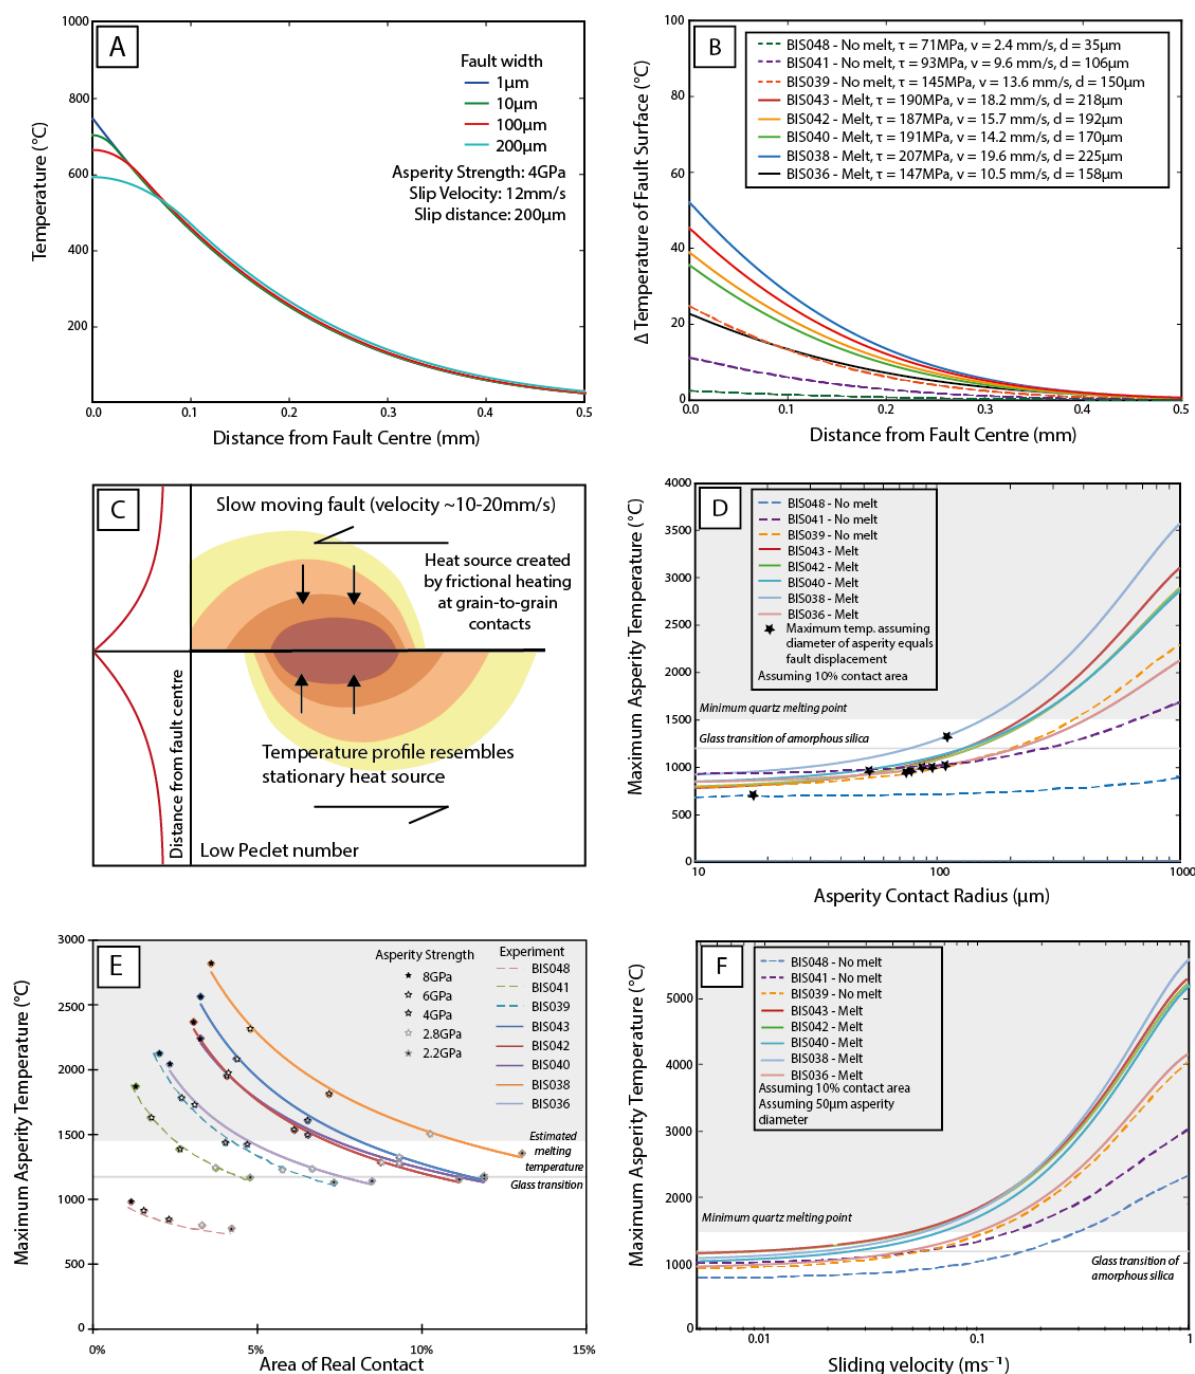 A
1000
800
600
400
200
0.0
0.1
0.2
0.3
0.4
0.5
Temperature (°C)
Distance from Fault Centre (mm)
Fault width
1μm
10μm
100μm
200μm
Asperity Strength: 4GPa
Slip Velocity: 12mm/s
Slip distance: 200μm
B
100
80
60
40
20
0
0.0
0.1
0.2
0.3
0.4
0.5
Δ Temperature of Fault Surface (°C)
Distance from Fault Centre (mm)
BIS048 - No melt, τ = 71MPa, v = 2.4 mm/s, d = 35μm
BIS041 - No melt, τ = 93MPa, v = 9.6 mm/s, d = 106μm
BIS039 - No melt, τ = 145MPa, v = 13.6 mm/s, d = 150μm
BIS043 - Melt, τ = 190MPa, v = 18.2 mm/s, d = 218μm
BIS042 - Melt, τ = 187MPa, v = 15.7 mm/s, d = 192μm
BIS040 - Melt, τ = 191MPa, v = 14.2 mm/s, d = 170μm
BIS038 - Melt, τ = 207MPa, v = 19.6 mm/s, d = 225μm
BIS036 - Melt, τ = 147MPa, v = 10.5 mm/s, d = 158μm
C
Slow moving fault (velocity ~10-20mm/s)
Heat source created
by frictional heating
at grain-to-grain
contacts
Distance from fault centre
Temperature profile resembles
stationary heat source
Low Peclet number
D
4000
3500
3000
2500
2000
1500
1000
500
0
10
100
1000
Maximum Asperity Temperature (°C)
Asperity Contact Radius (μm)
BIS048 - No melt
BIS041 - No melt
BIS039 - No melt
BIS043 - Melt
BIS042 - Melt
BIS040 - Melt
BIS038 - Melt
BIS036 - Melt
Maximum temp. assuming
diameter of asperity equals
fault displacement
Assuming 10% contact area
Minimum quartz melting point
Glass transition of amorphous silica
E
3000
2500
2000
1500
1000
500
0
0%
5%
10%
15%
Maximum Asperity Temperature (°C)
Area of Real Contact
Asperity Strength
8GPa
6GPa
4GPa
2.8GPa
2.2GPa
Experiment
BIS048
BIS041
BIS039
BIS043
BIS042
BIS040
BIS038
BIS036
Estimated
melting
temperature
Glass transition
F
5000
4000
3000
2000
1000
0
0.01
0.1
1
Maximum Asperity Temperature (°C)
Sliding velocity (ms⁻¹)
BIS048 - No melt
BIS041 - No melt
BIS039 - No melt
BIS043 - Melt
BIS042 - Melt
BIS040 - Melt
BIS038 - Melt
BIS036 - Melt
Assuming 10% contact area
Assuming 50μm asperity
diameter
Minimum quartz melting point
Glass transition of
amorphous silica